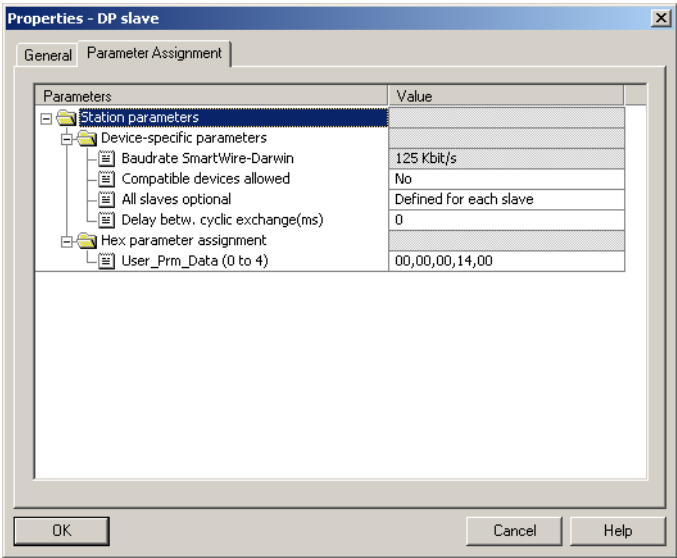 Properties - DP slave
General Parameter Assignment
Parameters Value
Station parameters
Device-specific parameters
Baudrate SmartWire-Darwin 125 Kbit/s
Compatible devices allowed No
All slaves optional Defined for each slave
Delay betw. cyclic exchange(ms) 0
Hex parameter assignment
User_Prm_Data (0 to 4) 00,00,00,14,00
OK Cancel Help